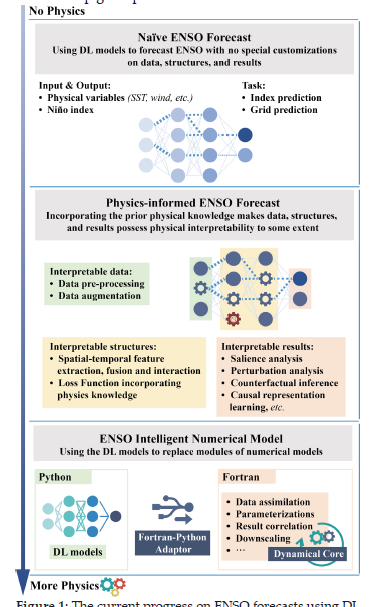 No Physics
Naïve ENSO Forecast
Using DL models to forecast ENSO with no special customizations
on data, structures, and results
Input & Output:
• Physical variables (SST, wind, etc.)
• Niño index
Task:
• Index prediction
• Grid prediction
Physics-informed ENSO Forecast
Incorporating the prior physical knowledge makes data, structures,
and results possess physical interpretability to some extent
Interpretable data:
• Data pre-processing
• Data augmentation
Interpretable structures:
• Spatial-temporal feature
extraction, fusion and interaction
• Loss Function incorporating
physics knowledge
Interpretable results:
• Salience analysis
• Perturbation analysis
• Counterfactual inference
• Causal representation
learning, etc.
ENSO Intelligent Numerical Model
Using the DL models to replace modules of numerical models
Python
DL models
Fortran-Python
Adaptor
Fortran
• Data assimilation
• Parameterizations
• Result correlation
• Downscaling
• ...
Dynamical Core
More Physics
Figure 1: The current progress on ENSO forecasts using DL